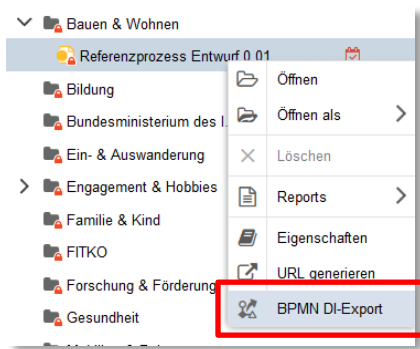 Bauen & Wohnen
Referenzprozess Entwurf 0.01
Öffnen
Bildung
Öffnen als
Bundesministerium des I
Löschen
Ein- & Auswanderung
Engagement & Hobbies
Reports
Familie & Kind
Eigenschaften
FITKO
URL generieren
Forschung & Förderung
BPMN DI-Export
Gesundheit